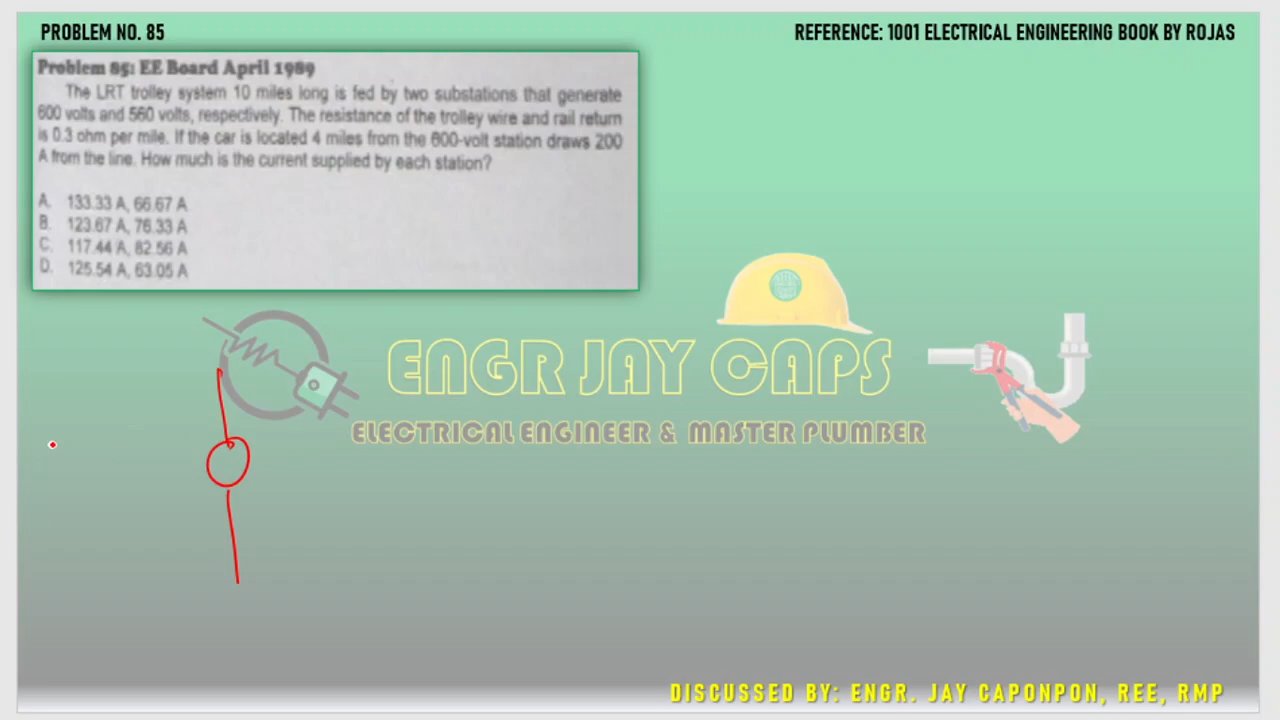 PROBLEM NO. 85
REFERENCE: 1001 ELECTRICAL ENGINEERING BOOK BY ROJAS
Problem 85: EE Board April 1989
The LRT trolley system 10 miles long is fed by two substations that generate
600 volts and 560 volts, respectively. The resistance of the trolley wire and rail return
is 0.3 ohm per mile. If the car is located 4 miles from the 600-volt station draws 200
A from the line. How much is the current supplied by each station?
A. 133.33 A, 66.67 A
B. 123.67 A, 76.33 A
C. 117.44 A, 82.56 A
D. 125.54 A, 63.05 A
ENGR JAY CAPS
ELECTRICAL ENGINEER & MASTER PLUMBER
DISCUSSED BY: ENGR. JAY CAPONPON, REE, RMP